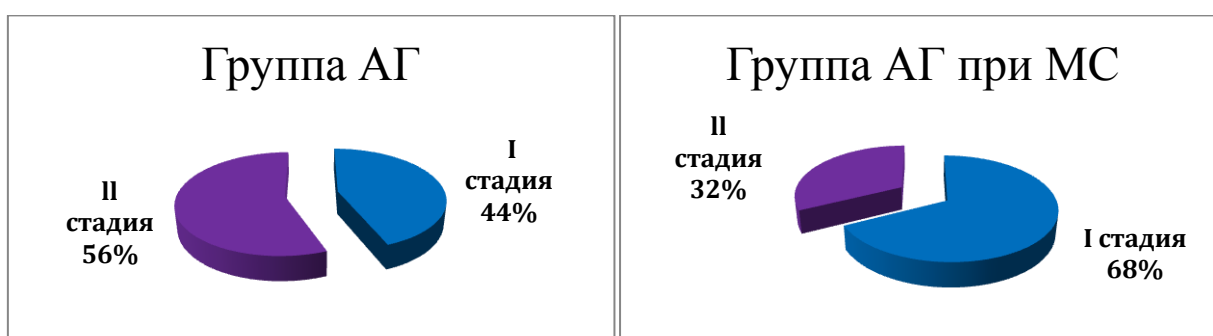 Группа АГ
I
стадия
44%
ll
стадия
56%
Группа АГ при МС
ll
стадия
32%
I стадия
68%